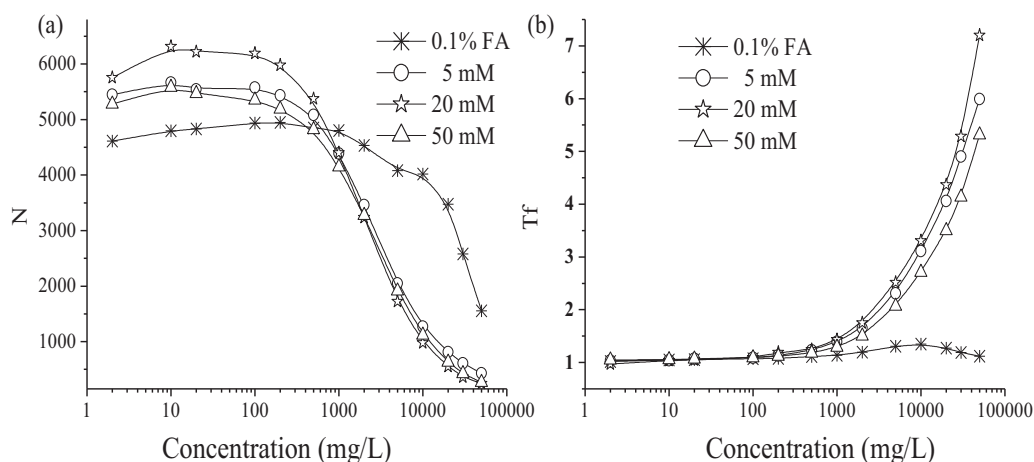 (a)
0.1% FA
5 mM
20 mM
50 mM
6000
5000
4000
3000
2000
1000
N
1 10 100 1000 10000 100000
Concentration (mg/L)
(b)
0.1% FA
5 mM
20 mM
50 mM
7
6
5
4
3
2
1
Tf
1 10 100 1000 10000 100000
Concentration (mg/L)